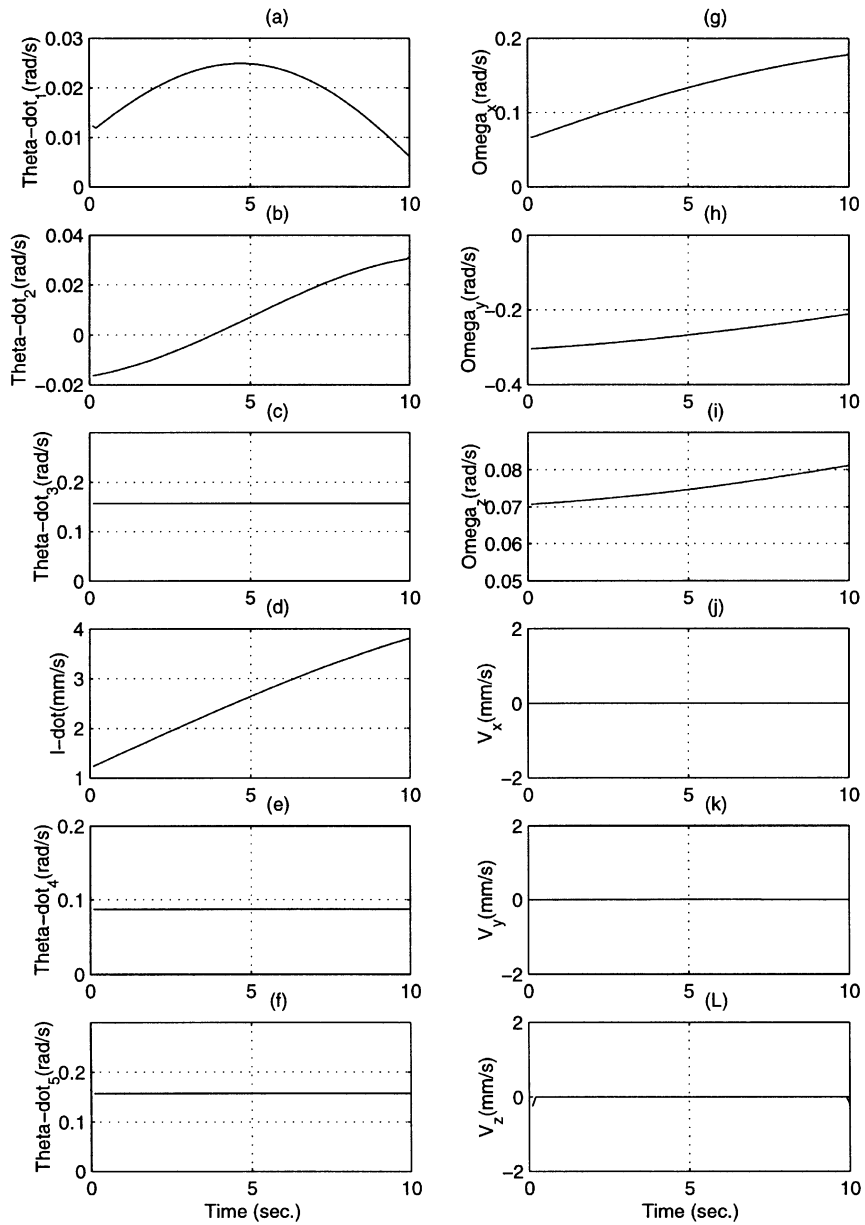 (a)
0.03
0.02
0.01
0
0 5 10
Theta-dot1(rad/s)
(b)
0.04
0.02
0
-0.02
0 5 10
Theta-dot2(rad/s)
(c)
0.2
0.1
0
0 5 10
Theta-dot3(rad/s)
(d)
4
3
2
1
0 5 10
l-dot(mm/s)
(e)
0.2
0.1
0
0 5 10
Theta-dot4(rad/s)
(f)
0.2
0.1
0
0 5 10
Theta-dot5(rad/s)
Time (sec.)
(g)
0.2
0.1
0
0 5 10
Omegax(rad/s)
(h)
0
-0.2
-0.4
0 5 10
Omegay(rad/s)
(i)
0.08
0.07
0.06
0.05
0 5 10
Omegaz(rad/s)
(j)
2
0
-2
0 5 10
Vx(mm/s)
(k)
2
0
-2
0 5 10
Vy(mm/s)
(L)
2
0
-2
0 5 10
Vz(mm/s)
Time (sec.)